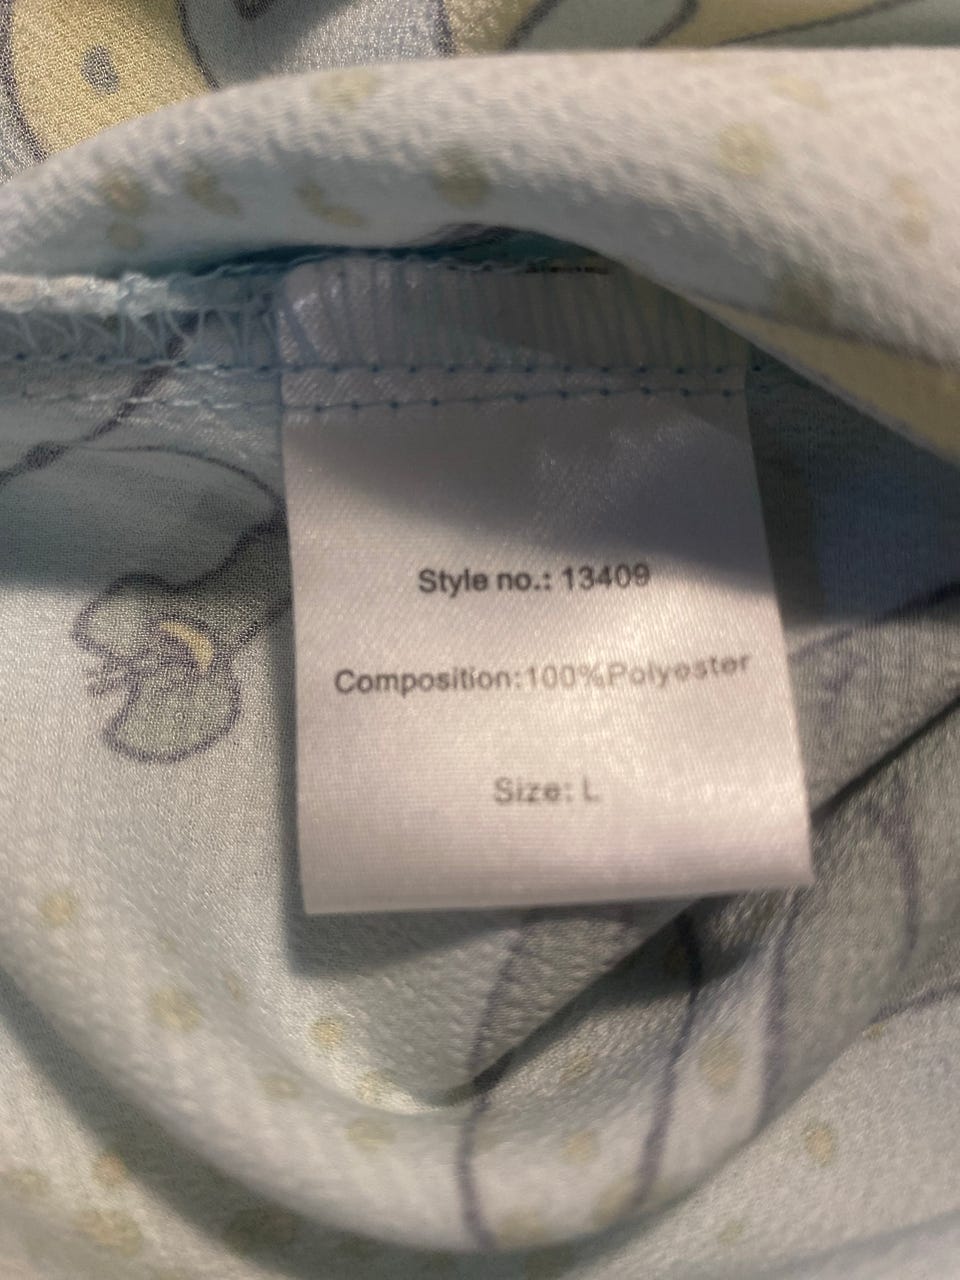 Style no.: 13409
Composition:100%Polyester
Size: L